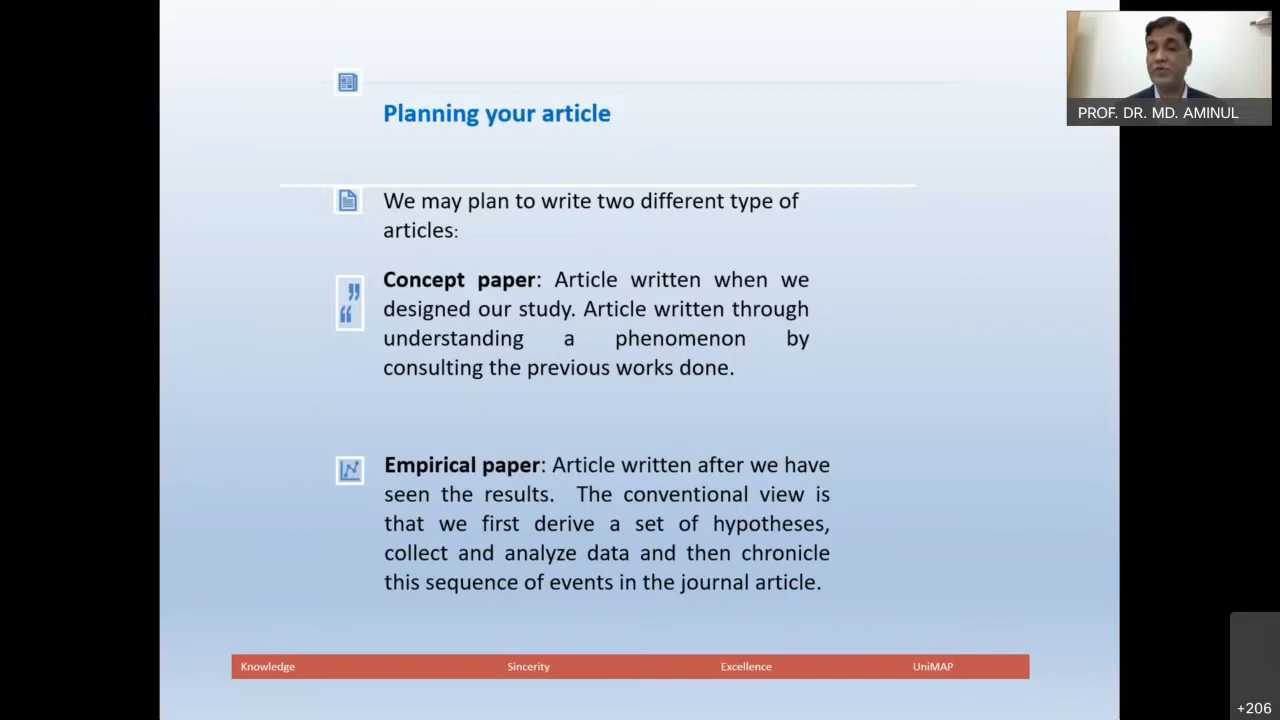 PROF. DR. MD. AMINUL
Planning your article
We may plan to write two different type of
articles:
Concept paper: Article written when we
designed our study. Article written through
understanding a phenomenon by
consulting the previous works done.
Empirical paper: Article written after we have
seen the results. The conventional view is
that we first derive a set of hypotheses,
collect and analyze data and then chronicle
this sequence of events in the journal article.
Knowledge Sincerity Excellence UniMAP
+206